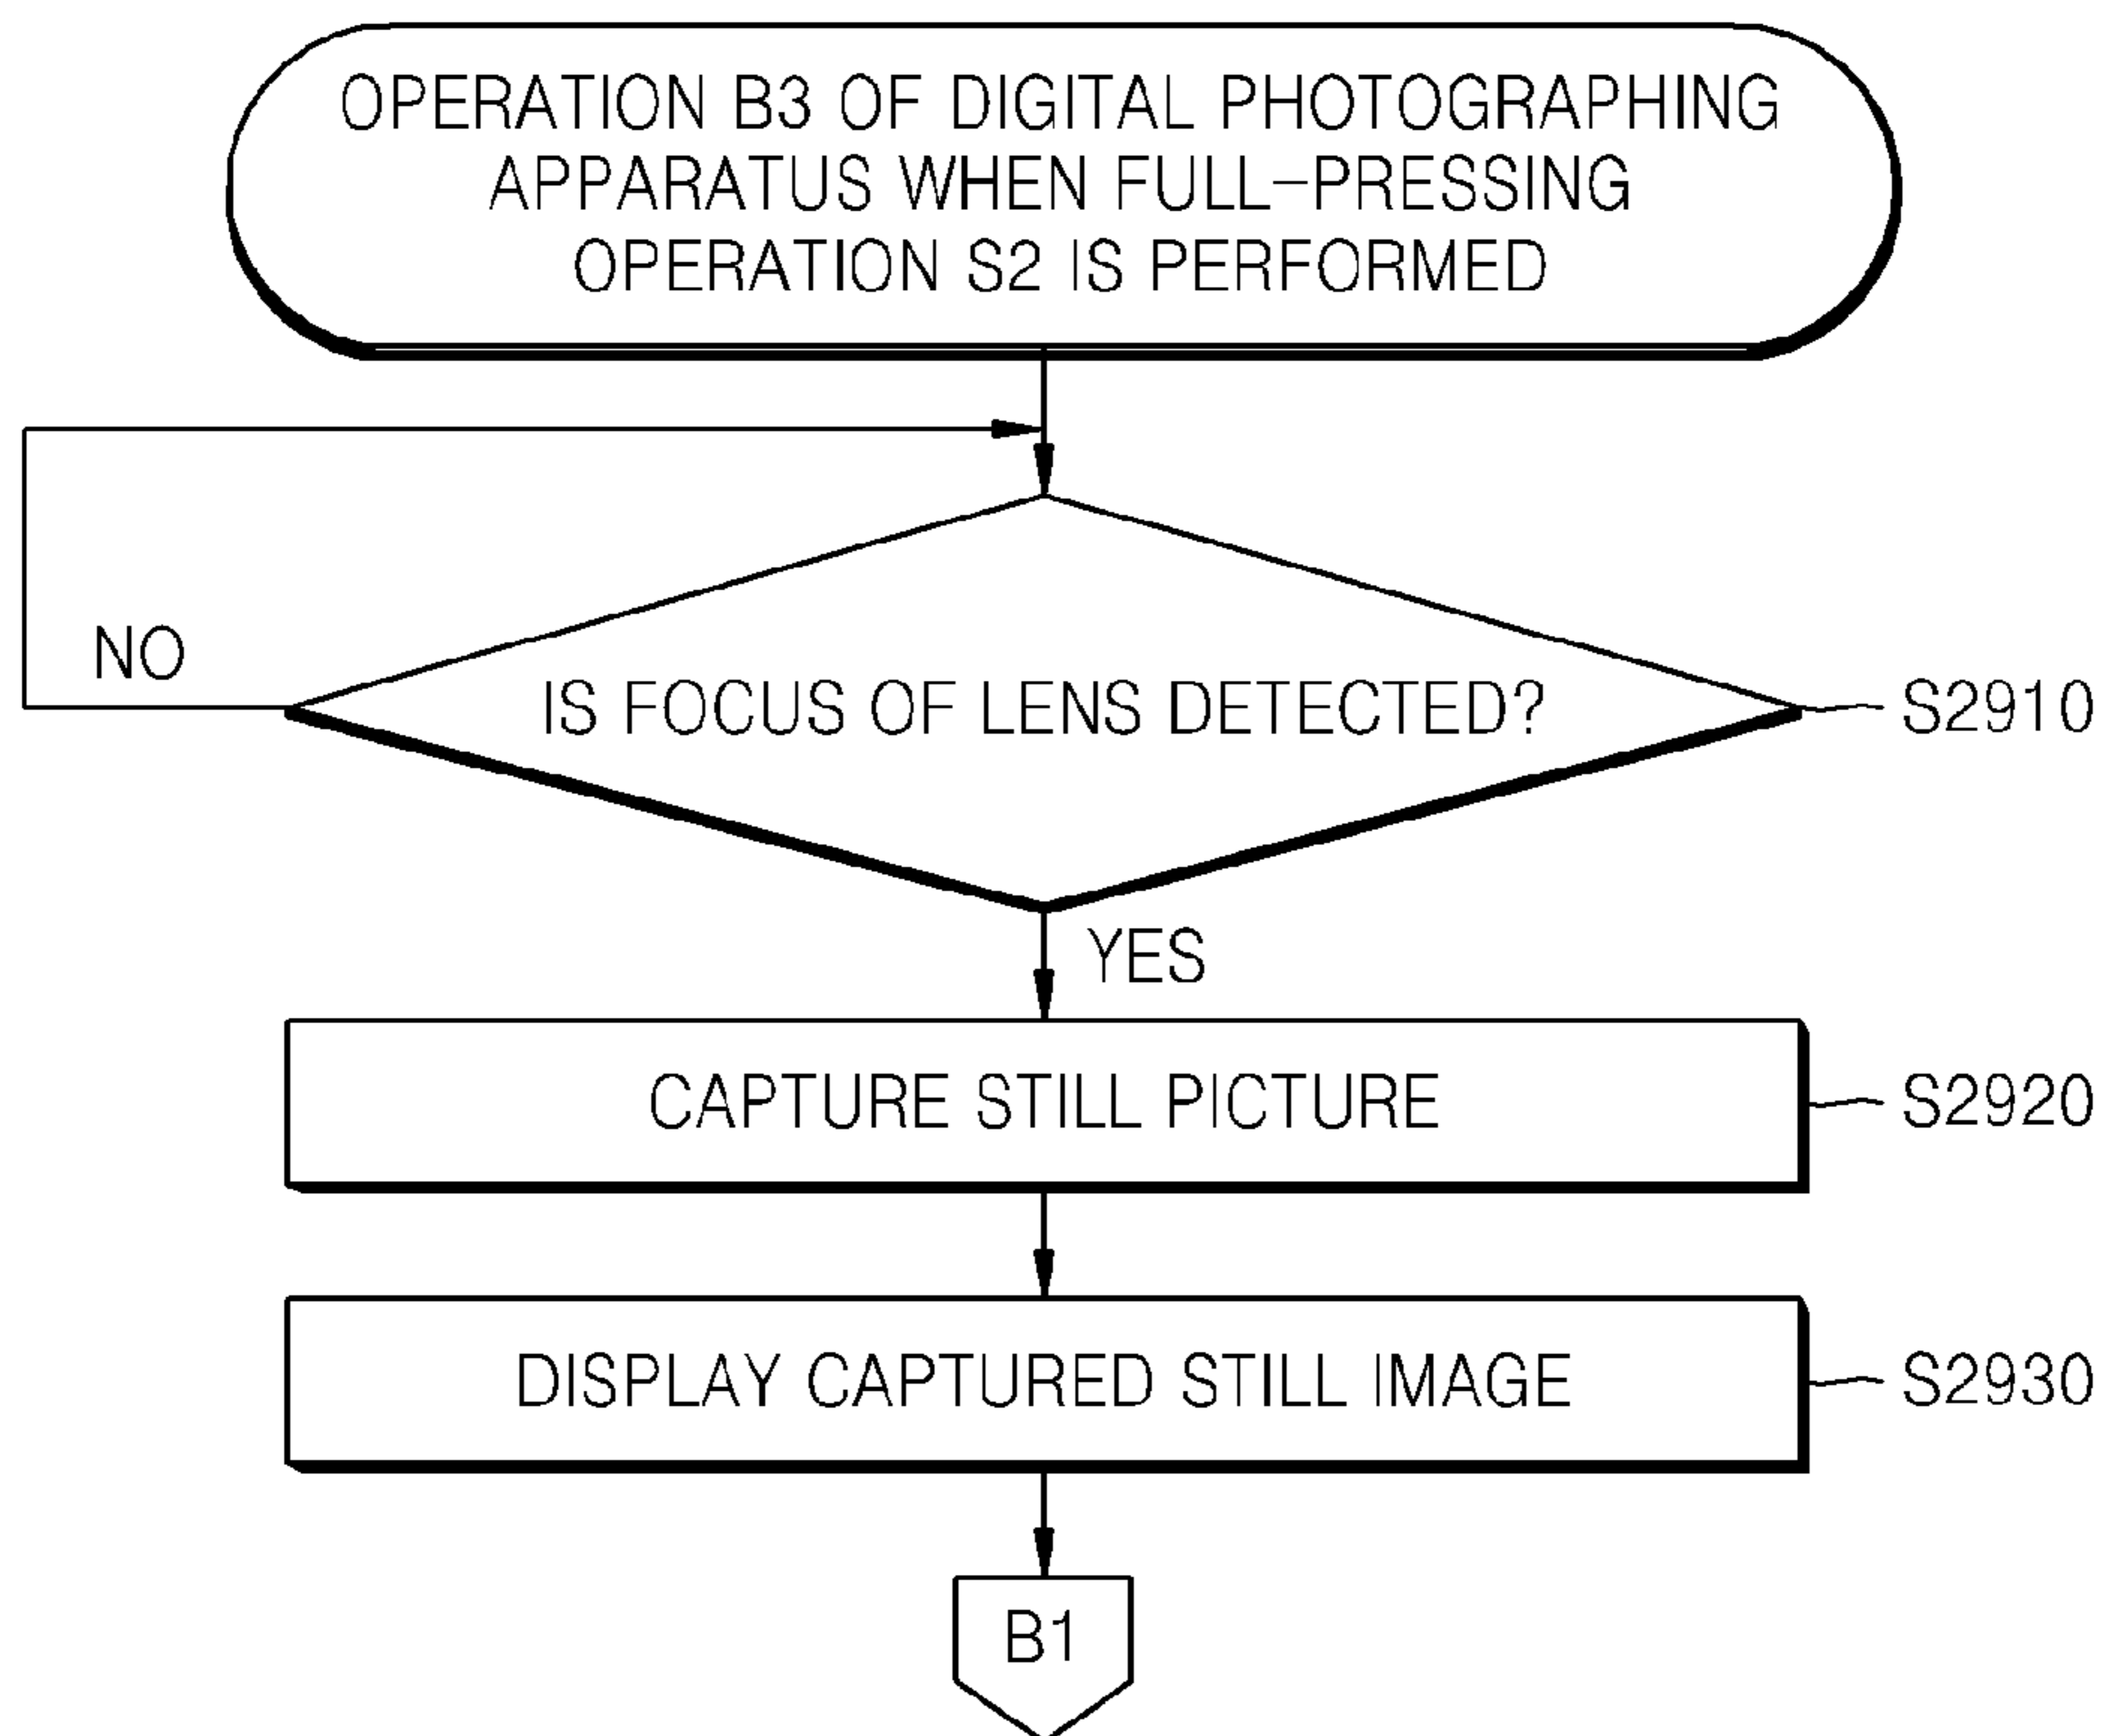 OPERATION B3 OF DIGITAL PHOTOGRAPHING
APPARATUS WHEN FULL-PRESSING
OPERATION S2 IS PERFORMED
NO
IS FOCUS OF LENS DETECTED?
S2910
YES
CAPTURE STILL PICTURE
S2920
DISPLAY CAPTURED STILL IMAGE
S2930
B1